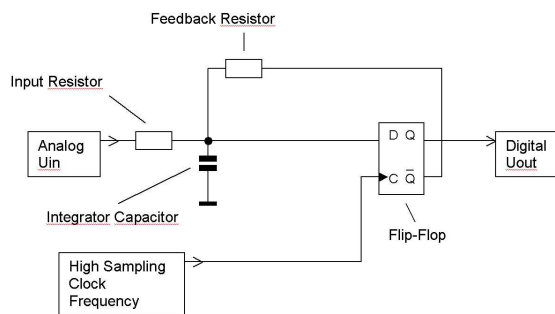 Feedback Resistor
Input Resistor
Analog
Uin
D Q
C Q̅
Digital
Uout
Integrator Capacitor
Flip-Flop
High Sampling
Clock
Frequency